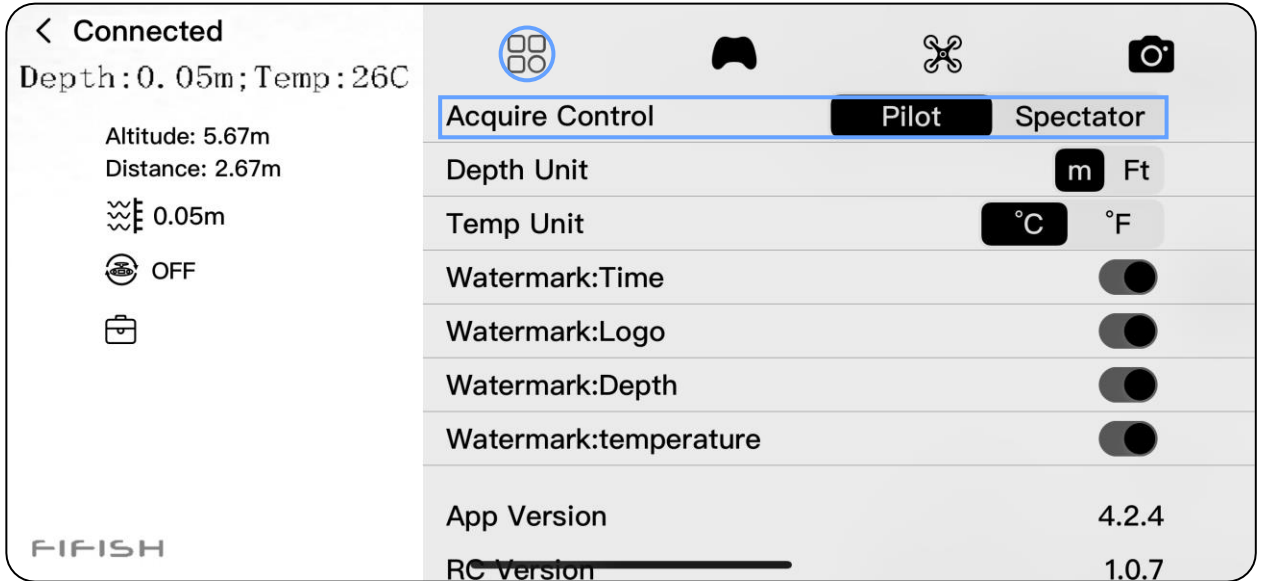 Connected
Depth:0.05m;Temp:26C
Altitude: 5.67m
Distance: 2.67m
0.05m
OFF
FIFISH
Acquire Control Pilot Spectator
Depth Unit m Ft
Temp Unit °C °F
Watermark:Time
Watermark:Logo
Watermark:Depth
Watermark:temperature
App Version 4.2.4
RC Version 1.0.7